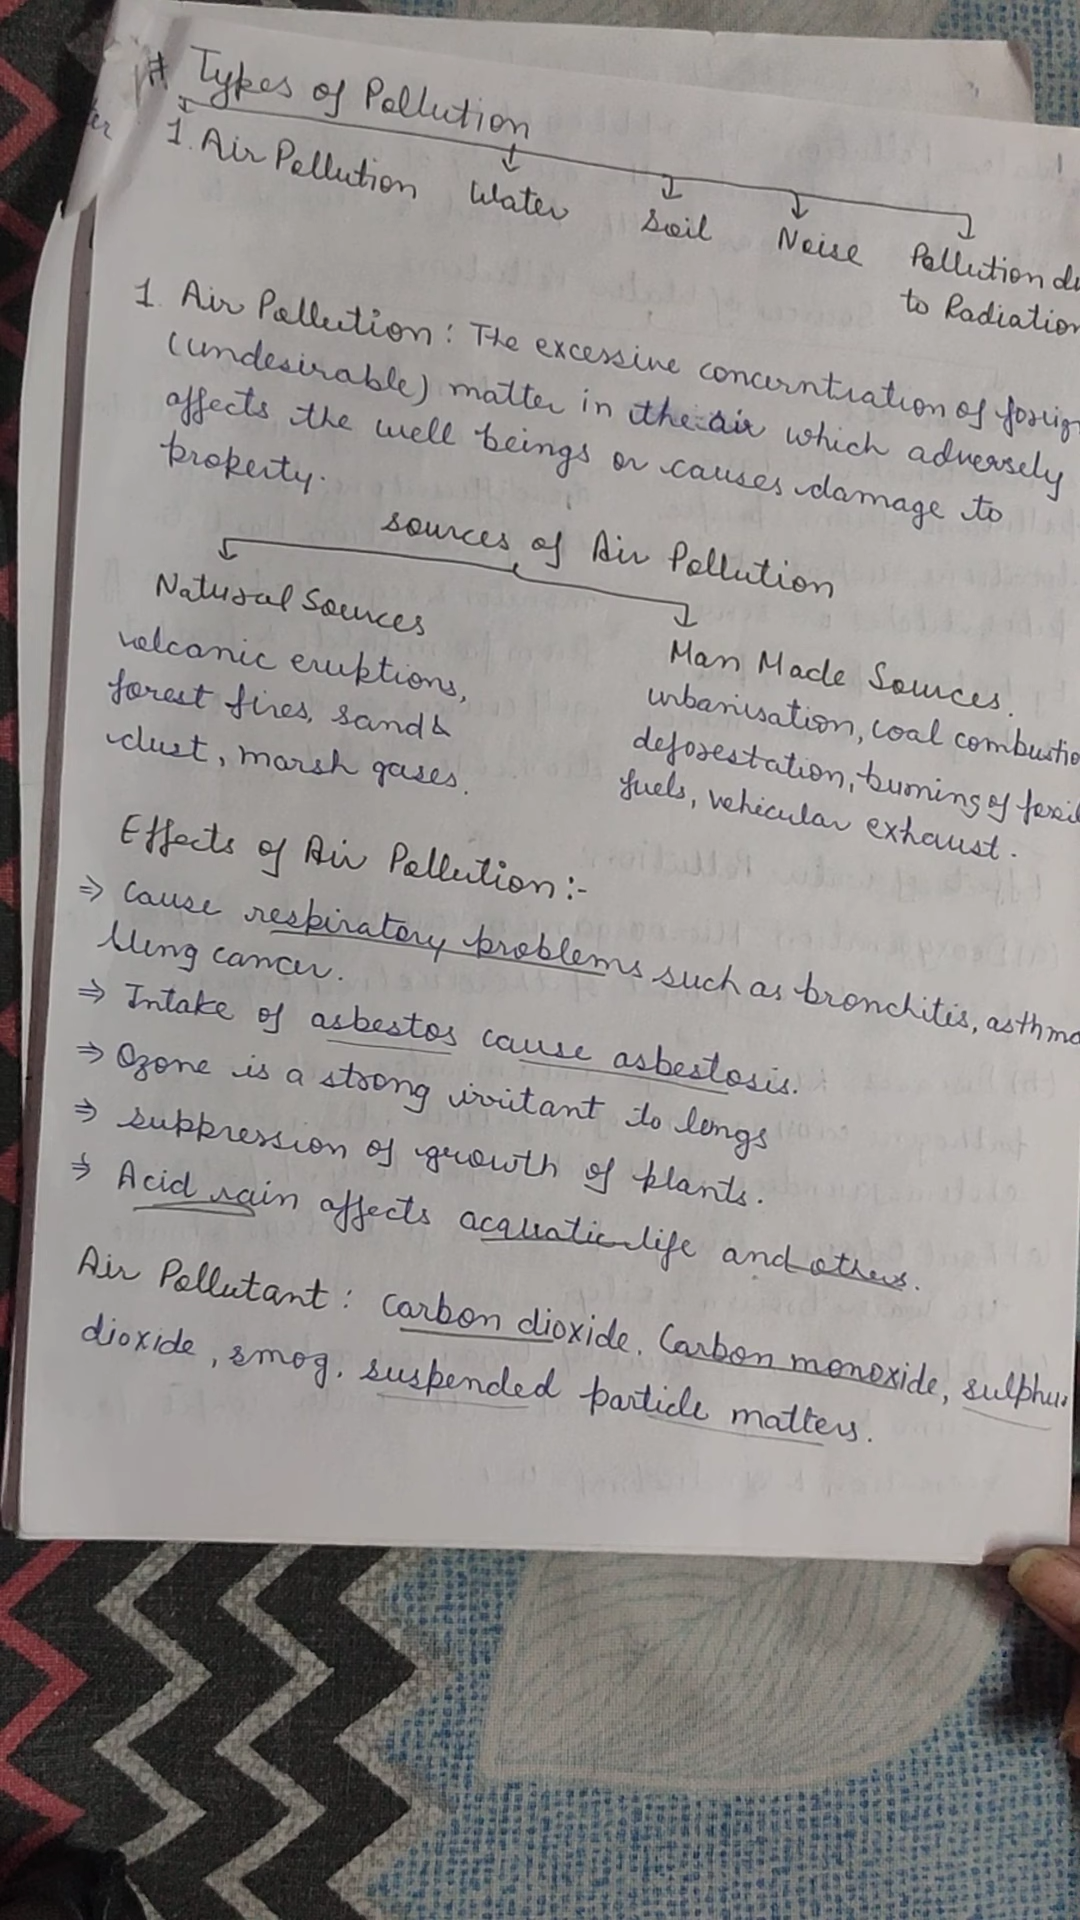 # Types of Pollution
1. Air Pollution Water Soil Noise Pollution du
to Radiation
1. Air Pollution : The excessive concerntration of foreig
(undesirable) matter in the air which adversely
affects the well beings or causes damage to
property.
sources of Air Pollution
Natural Sources
volcanic eruptions,
forest fires, sand &
dust, marsh gases.
Man Made Sources.
urbanisation, coal combustio
deforestation, burning of fossil
fuels, vehicular exhaust.
Effects of Air Pollution :-
⇒ cause respiratory problems such as bronchitis, asthma
lung cancer.
⇒ Intake of asbestos cause asbestosis.
⇒ Ozone is a strong irritant to lengs
⇒ suppression of growth of plants.
⇒ Acid rain affects acquatic life and others.
Air Pollutant : carbon dioxide, Carbon monoxide, sulphur
dioxide, smog, suspended particle matters.